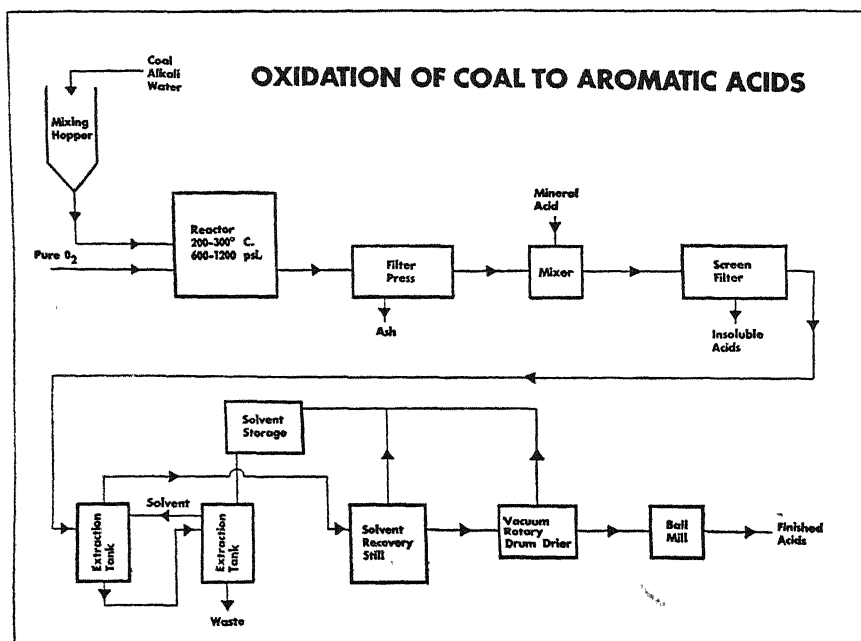 Coal
Alkali
Water
OXIDATION OF COAL TO AROMATIC ACIDS
Mixing
Hopper
Mineral
Acid
Reactor
200-300° C.
600-1200
psi.
Pure O2
Filter
Press
Mixer
Screen
Filter
Ash
Insoluble
Acids
Solvent
Storage
Solvent
Extraction
Tank
Extraction
Tank
Solvent
Recovery
Still
Vacuum
Rotary
Drum Drier
Ball
Mill
Finished
Acids
Waste